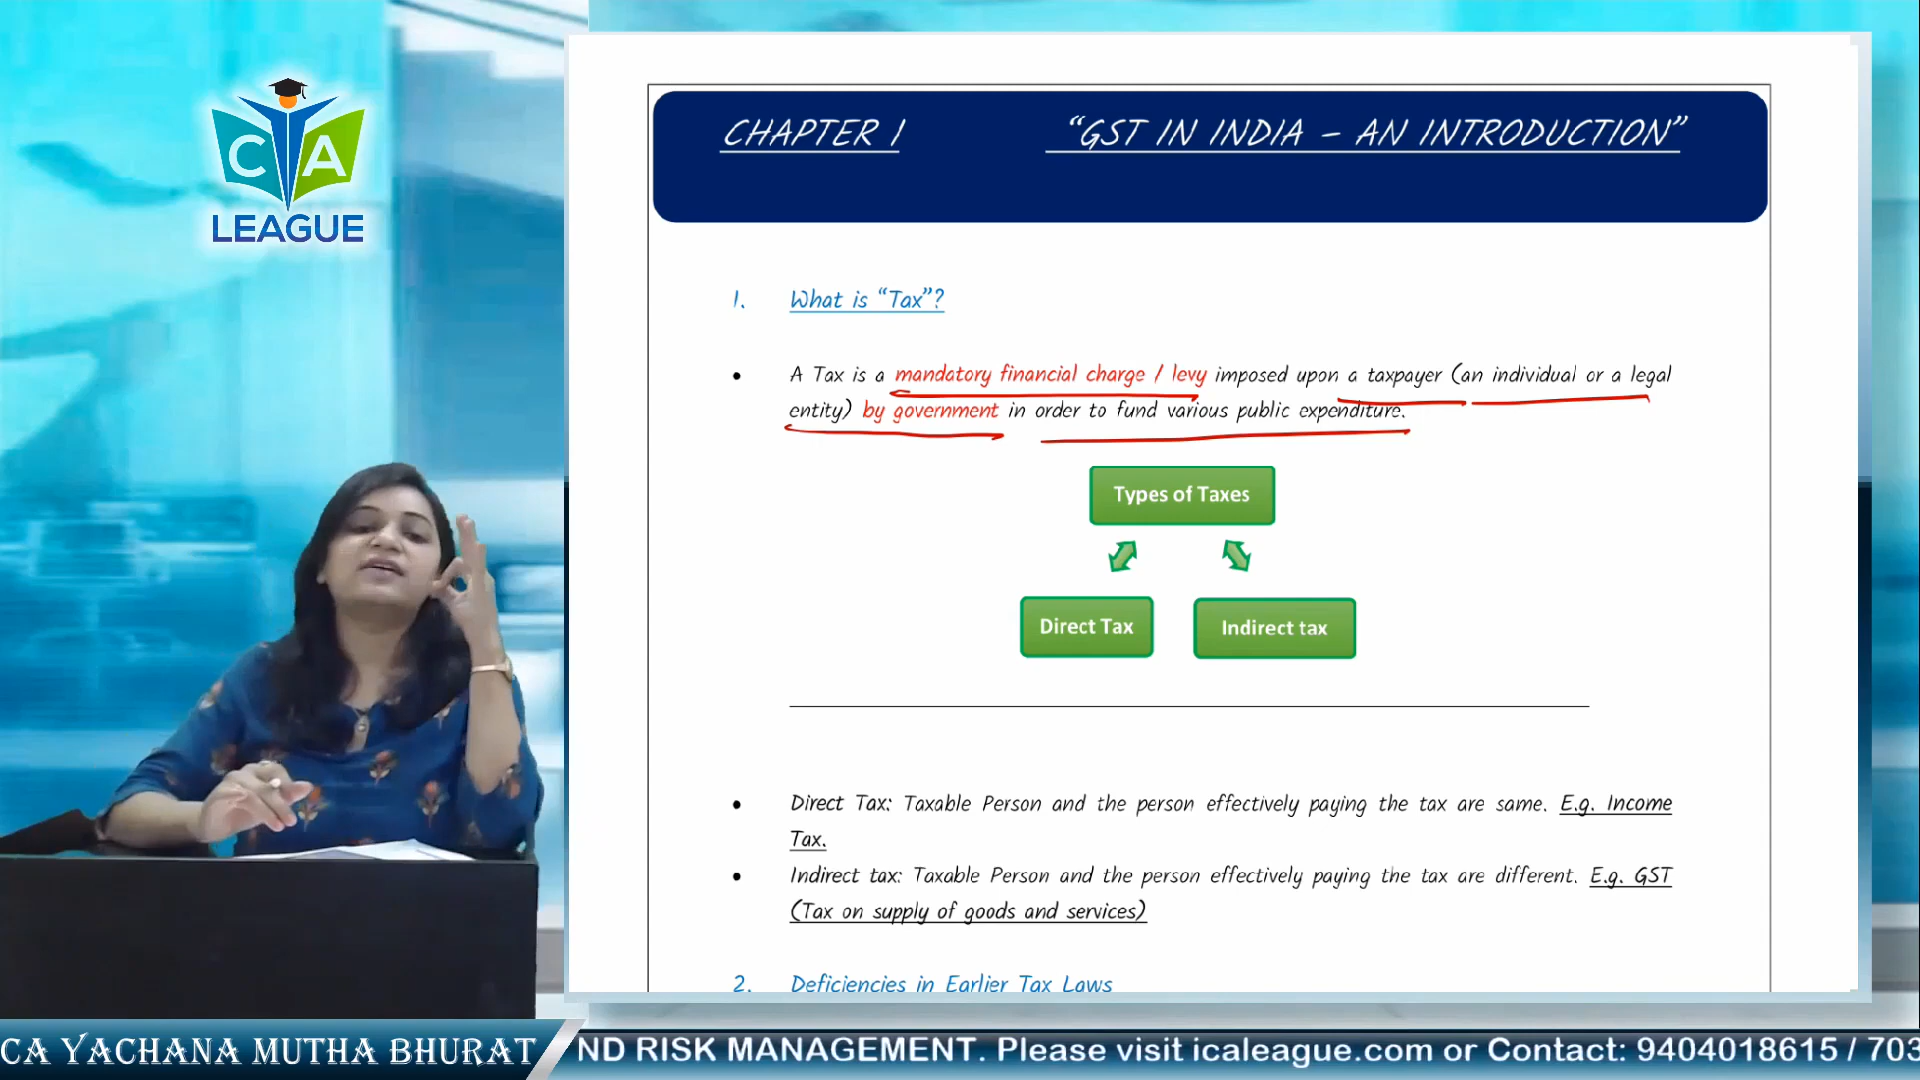 C A
LEAGUE
CHAPTER 1 “GST IN INDIA – AN INTRODUCTION”
1. What is “Tax”?
• A Tax is a mandatory financial charge / levy imposed upon a taxpayer (an individual or a legal
entity) by government in order to fund various public expenditure.
Types of Taxes
Direct Tax Indirect tax
• Direct Tax: Taxable Person and the person effectively paying the tax are same. E.g. Income
Tax.
• Indirect tax: Taxable Person and the person effectively paying the tax are different. E.g. GST
(Tax on supply of goods and services)
2. Deficiencies in Earlier Tax Laws
CA YACHANA MUTHA BHURAT
ND RISK MANAGEMENT. Please visit icaleague.com or Contact: 9404018615 / 703